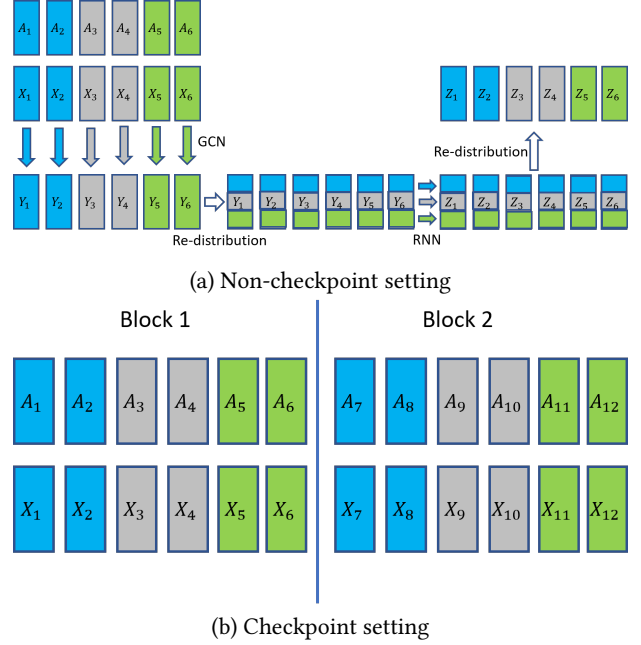 A₁ A₂ A₃ A₄ A₅ A₆
X₁ X₂ X₃ X₄ X₅ X₆
Z₁ Z₂ Z₃ Z₄ Z₅ Z₆
GCN
Re-distribution
Y₁ Y₂ Y₃ Y₄ Y₅ Y₆
Y₁ Y₂ Y₃ Y₄ Y₅ Y₆
Z₁ Z₂ Z₃ Z₄ Z₅ Z₆
Re-distribution
RNN
(a) Non-checkpoint setting
Block 1
Block 2
A₁ A₂ A₃ A₄ A₅ A₆
A₇ A₈ A₉ A₁₀ A₁₁ A₁₂
X₁ X₂ X₃ X₄ X₅ X₆
X₇ X₈ X₉ X₁₀ X₁₁ X₁₂
(b) Checkpoint setting